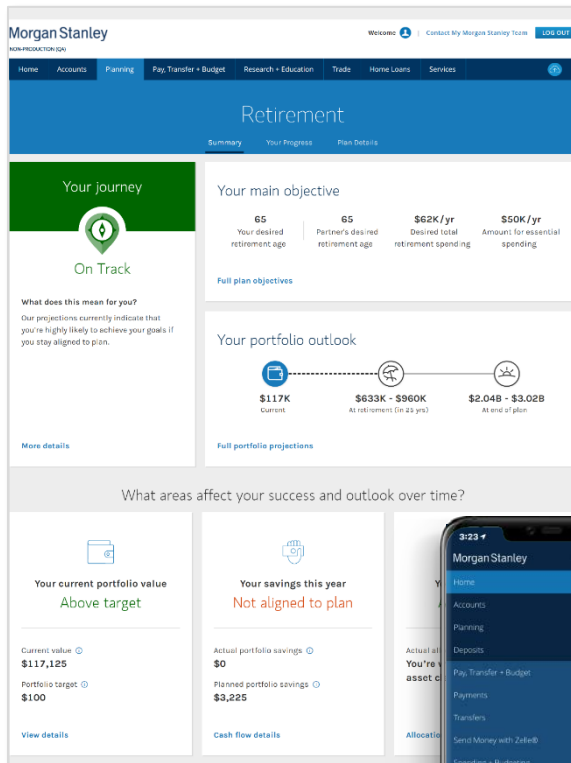 Morgan Stanley
NON-PRODUCTION (QA)
Welcome | Contact My Morgan Stanley Team LOG OUT
Home Accounts Planning Pay, Transfer + Budget Research + Education Trade Home Loans Services
Retirement
Summary Your Progress Plan Details
Your journey
On Track
What does this mean for you?
Our projections currently indicate that
you're highly likely to achieve your goals if
you stay aligned to plan.
More details
Your main objective
65 65 $62K/yr $50K/yr
Your desired Partner's desired Desired total Amount for essential
retirement age retirement age retirement spending spending
Full plan objectives
Your portfolio outlook
$117K $633K - $960K $2.04B - $3.02B
Current At retirement (in 25 yrs) At end of plan
Full portfolio projections
What areas affect your success and outlook over time?
Your current portfolio value
Above target
Current value
$117,125
Portfolio target
$100
View details
Your savings this year
Not aligned to plan
Actual portfolio savings
$0
Planned portfolio savings
$3,225
Cash flow details
Actual
asset
3:23
Morgan Stanley
Home
Accounts
Planning
Deposits
Pay, Transfer + Budget
Payments
Transfers
Send Money with Zelle®
Spending + Budgeting